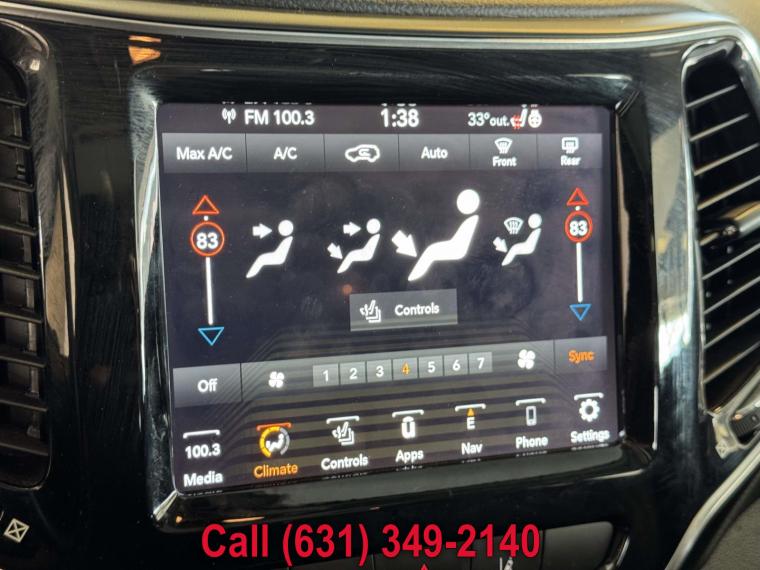 FM 100.3 1:38 33°out.
Max A/C A/C Auto Front Rear
83 83
Controls
Off 1 2 3 4 5 6 7 Sync
100.3 E
Media Climate Controls Apps Nav Phone Settings
Call (631) 349-2140